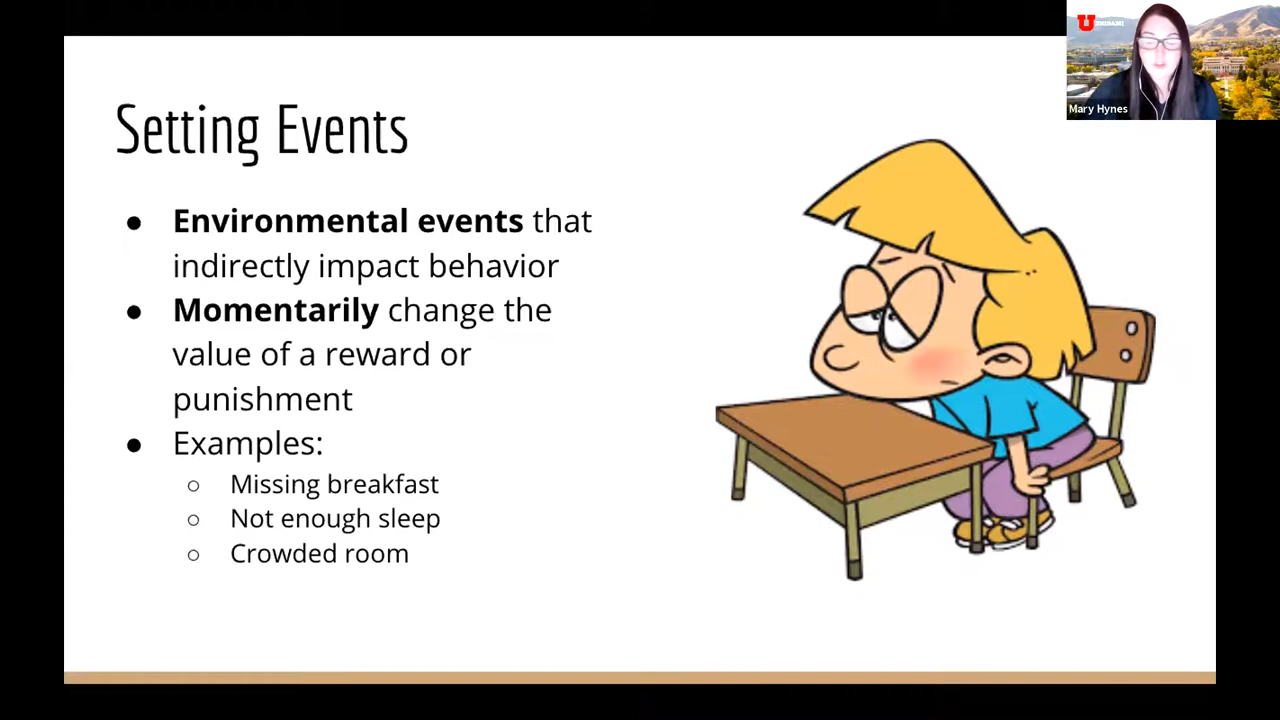 Setting Events
● Environmental events that
indirectly impact behavior
● Momentarily change the
value of a reward or
punishment
● Examples:
○ Missing breakfast
○ Not enough sleep
○ Crowded room
U
Mary Hynes